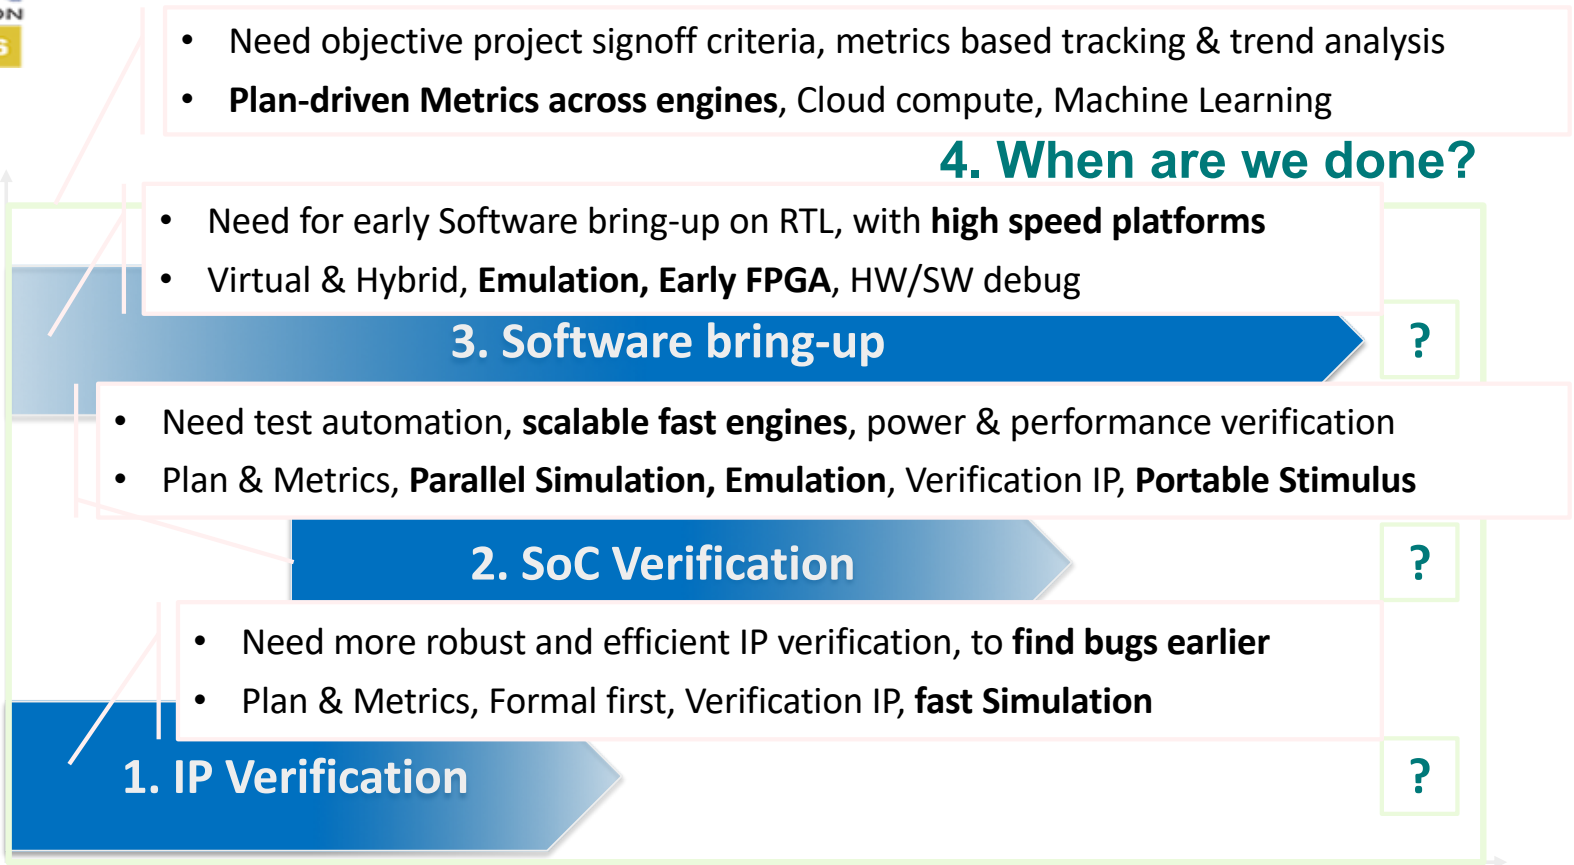 • Need objective project signoff criteria, metrics based tracking & trend analysis
• Plan-driven Metrics across engines, Cloud compute, Machine Learning
4. When are we done?
• Need for early Software bring-up on RTL, with high speed platforms
• Virtual & Hybrid, Emulation, Early FPGA, HW/SW debug
3. Software bring-up
?
• Need test automation, scalable fast engines, power & performance verification
• Plan & Metrics, Parallel Simulation, Emulation, Verification IP, Portable Stimulus
2. SoC Verification
?
• Need more robust and efficient IP verification, to find bugs earlier
• Plan & Metrics, Formal first, Verification IP, fast Simulation
1. IP Verification
?